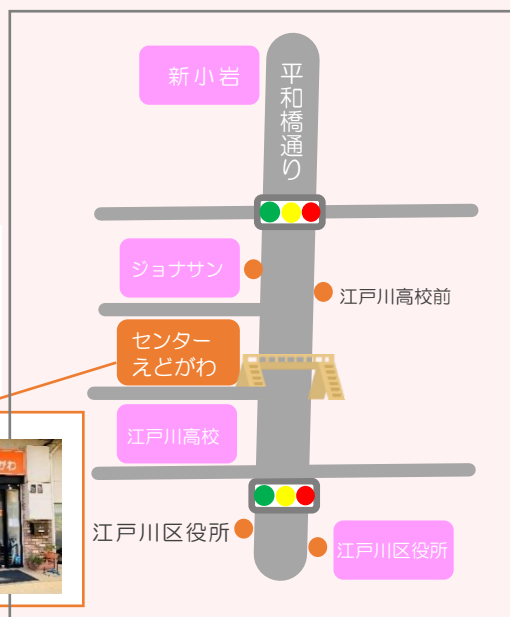 新小岩
平和橋通り
ジョナサン
江戸川高校前
センター
えどがわ
江戸川高校
がわ
江戸川区役所
江戸川区役所